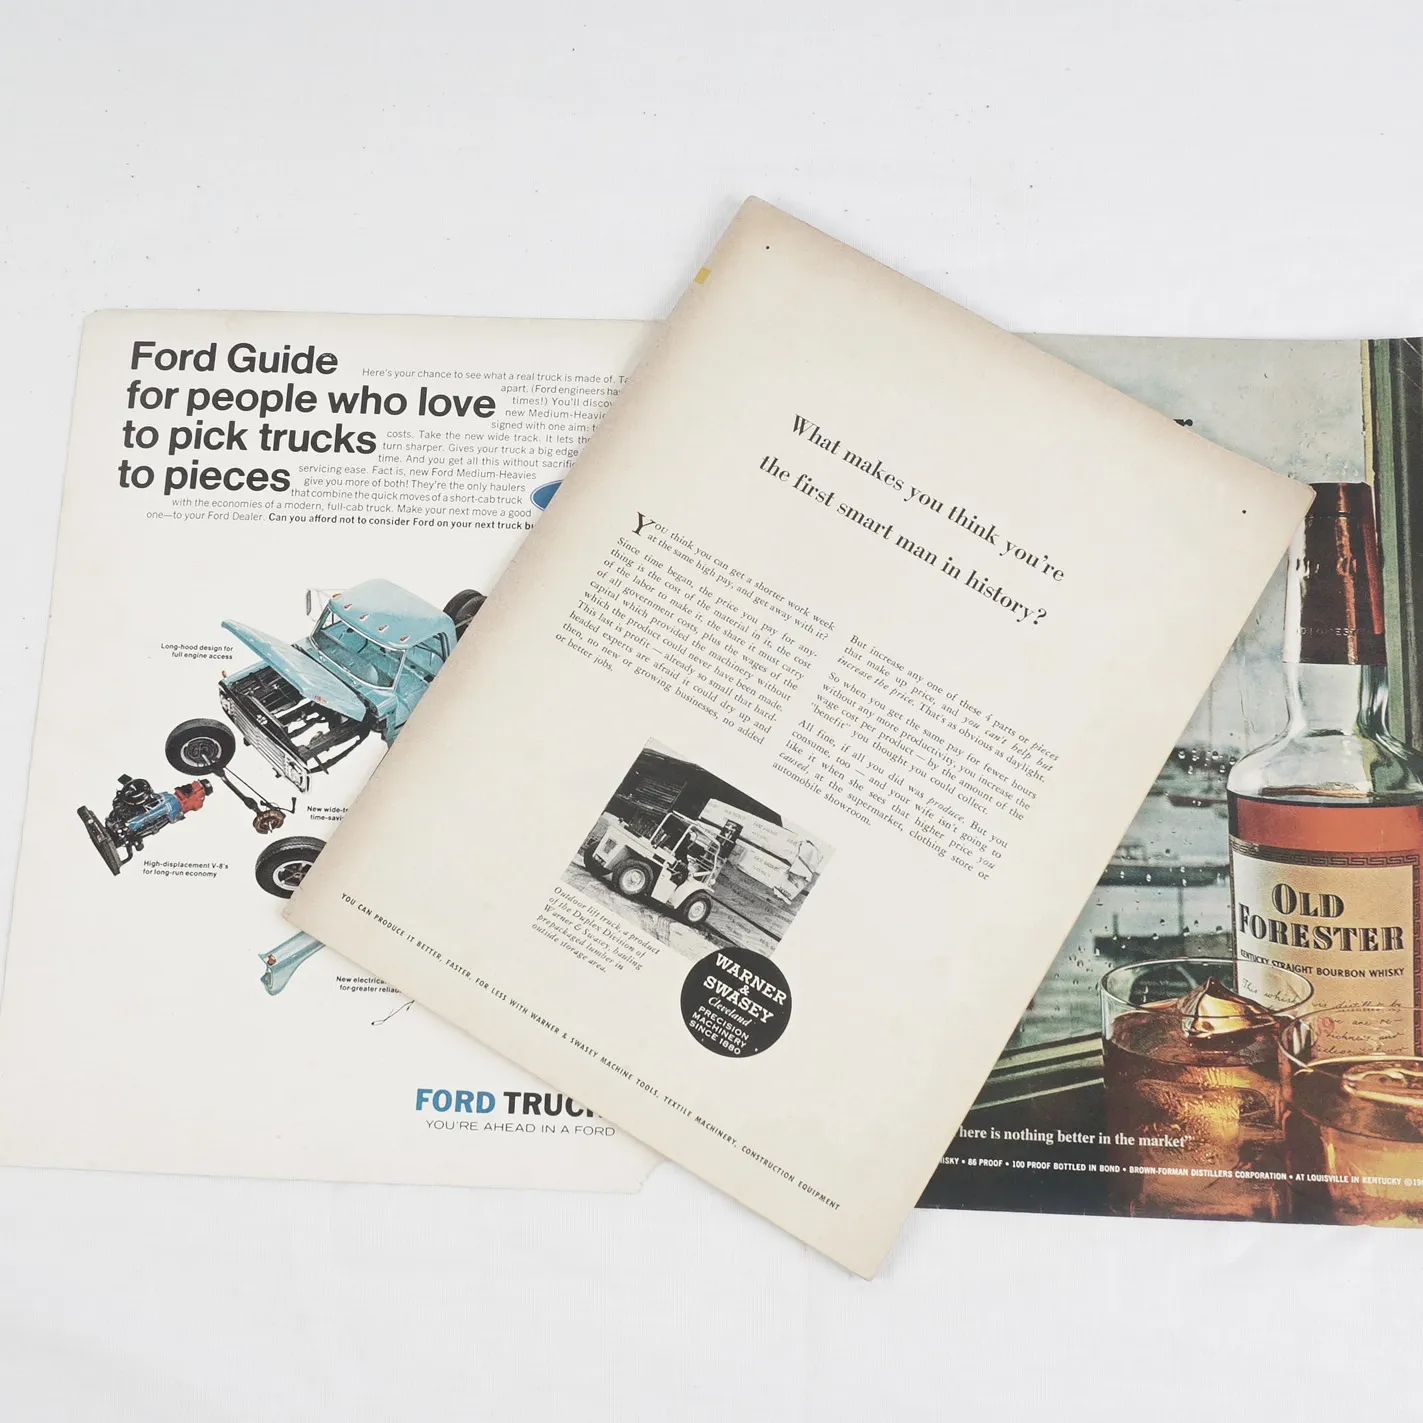 Ford Guide
for people who love
to pick trucks
to pieces
Here's your chance to see what a real truck is made of.
apart. (Ford engineers
times!) You'll
new Medium-
signed with one aim:
costs. Take the new wide track. It lets
turn sharper. Gives your truck a big edge
time. And you get all this without
servicing ease. Fact is, new Ford Medium-Heavies
give you more of both! They're the only haulers
that combine the quick moves of a short-cab truck
with the economies of a modern, full-cab truck. Make your next move a good
one—to your Ford Dealer. Can you afford not to consider Ford on your next truck
Long-hood design for
full engine access
New
High-displacement V-8's
for long-run economy
New
for greater
FORD
YOU'RE AHEAD IN A FORD
What makes you think you're
the first smart man in history?
You think you can get a shorter work week
at the same high pay, and get away with it?
Since time began, the price you pay for any-
thing is the cost of the material in it, the cost
of the labor to make it, the share it must carry
of all government costs, plus the wages of the
capital which provided the machinery without
which the product could never have been made.
This last is profit — already so small that hard-
headed experts are afraid it could dry up and
then, no new or growing businesses, no added
or better jobs.
But increase any one of these 4 parts or pieces
that make up price, and you can't help but
increase the price. That's as obvious as daylight.
So when you get the same pay for fewer hours
without any more productivity, you increase the
wage cost per product — by the amount of the
"benefit" you thought you could collect.
All fine, if all you did was produce. But you
consume, too — and your wife isn't going to
like it when she sees that higher price you
caused, at the supermarket, clothing store or
automobile showroom.
Outdoor lift truck, a product
of the Duplex Division of
Warner & Swasey, hauling
prepackaged lumber in
outside storage area.
WARNER
&
SWASEY
Cleveland
PRECISION
MACHINERY
SINCE 1880
YOU CAN PRODUCE IT BETTER, FASTER, FOR LESS WITH WARNER & SWASEY MACHINE TOOLS, TEXTILE MACHINERY, CONSTRUCTION EQUIPMENT
OLD
FORESTER
KENTUCKY STRAIGHT BOURBON WHISKY
is nothing better in the market"
86 PROOF • 100 PROOF BOTTLED IN BOND • BROWN-FORMAN DISTILLERS CORPORATION • AT LOUISVILLE IN KENTUCKY